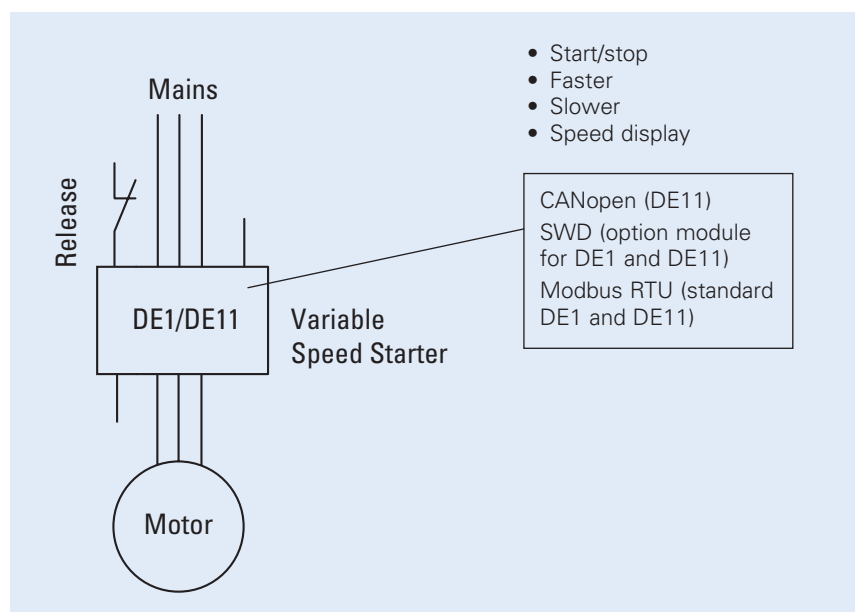 • Start/stop
• Faster
• Slower
• Speed display
Mains
Release
CANopen (DE11)
SWD (option module
for DE1 and DE11)
Modbus RTU (standard
DE1 and DE11)
DE1/DE11
Variable
Speed Starter
Motor